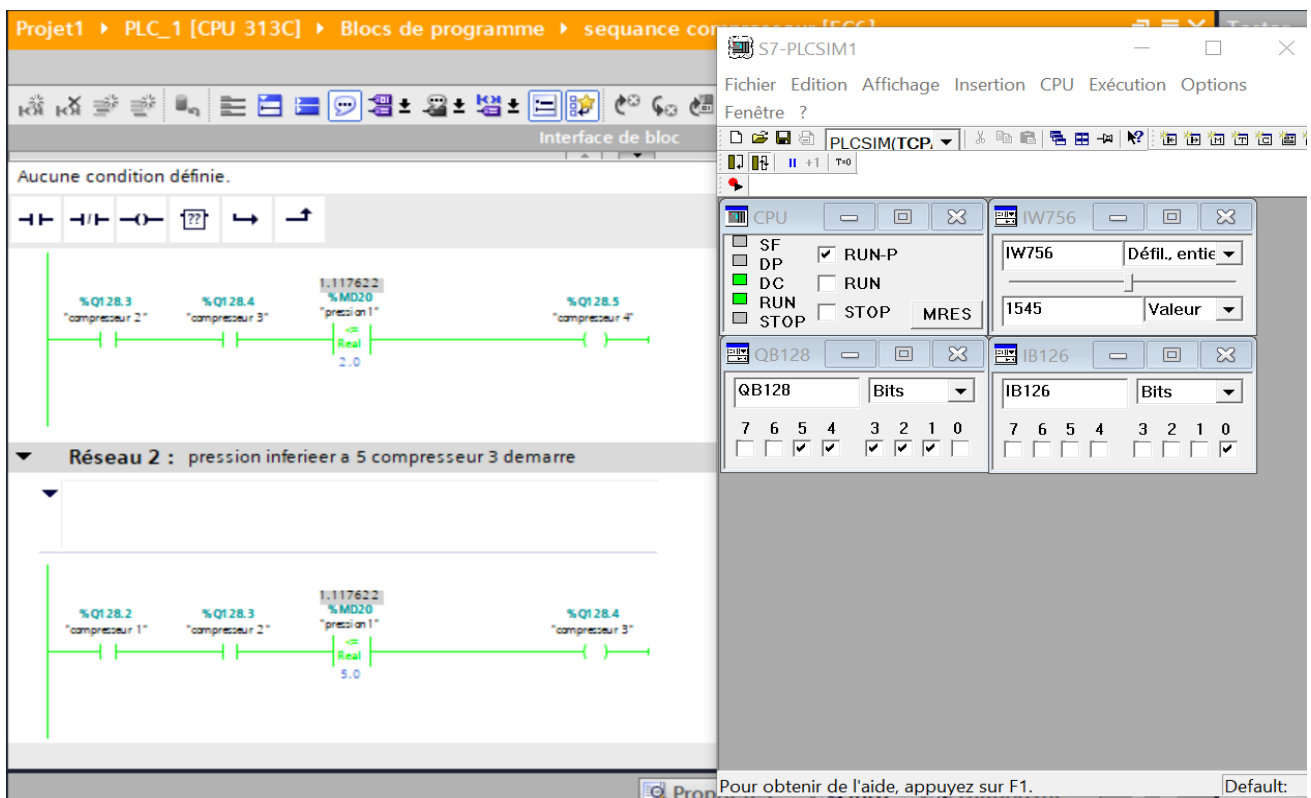 Projet1 ▸ PLC_1 [CPU 313C] ▸ Blocs de programme ▸ sequance
Interface de bloc
Aucune condition définie.
??
1.117622
%Q128.3 %Q128.4 %MD20 %Q128.5
"compresseur 2" "compresseur 3" "pression1" "compresseur 4"
<=
Real
2.0
Réseau 2 : pression inferieer a 5 compresseur 3 demarre
1.117622
%Q128.2 %Q128.3 %MD20 %Q128.4
"compresseur 1" "compresseur 2" "pression1" "compresseur 3"
<=
Real
5.0
S7-PLCSIM1
Fichier Edition Affichage Insertion CPU Exécution Options
Fenêtre ?
PLCSIM(TCP/
+1 T=0
CPU
SF
DP
DC
RUN
STOP
RUN-P
RUN
STOP
MRES
IW756
IW756 Défil., entie
1545 Valeur
QB128
QB128 Bits
7 6 5 4 3 2 1 0
IB126
IB126 Bits
7 6 5 4 3 2 1 0
Pour obtenir de l'aide, appuyez sur F1. Default: